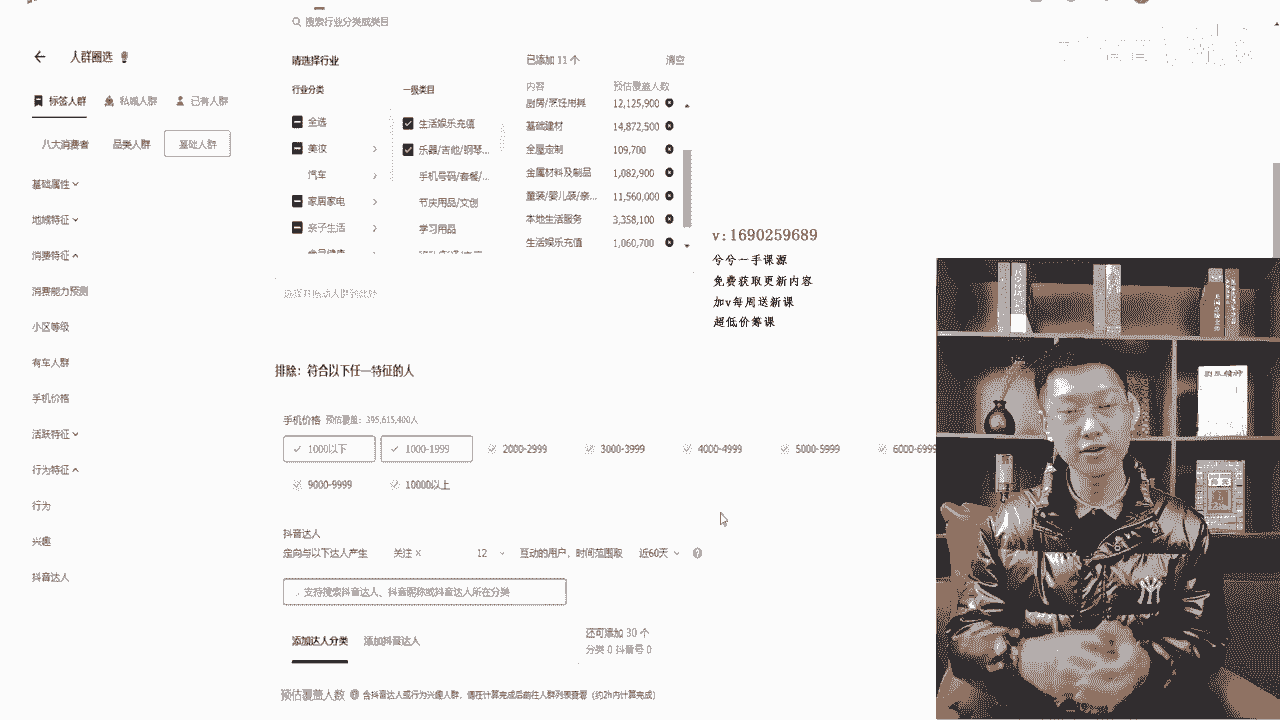 搜索行业分类或类目
人群圈选
请选择行业
已添加 11 个
清空
行业分类
一级类目
内容
预估覆盖人数
标签人群
私域人群
已有人群
厨房/烹饪用具
12,125,900
全选
生活娱乐充值
基础建材
14,872,500
八大消费者
品类人群
基础人群
美妆
乐器/吉他/钢琴...
全屋定制
109,700
汽车
手机号码/套餐/...
金属材料及制品
1,082,900
基础属性
家居家电
节庆用品/文创
童装/婴儿装/亲...
11,560,000
地域特征
亲子生活
学习用品
本地生活服务
3,358,100
生活娱乐充值
1,060,700
消费特征
消费能力预测
小区等级
有车人群
手机价格
活跃特征
行为特征
行为
兴趣
抖音达人
v:1690259689
兮兮一手课源
免费获取更新内容
加v每周送新课
超低价筹课
排除：符合以下任一特征的人
手机价格 预估覆盖：395,615,400人
1000以下
1000-1999
2000-2999
3000-3999
4000-4999
5000-5999
6000-6999
9000-9999
10000以上
抖音达人
定向与以下达人产生
关注 X
12
互动的用户，时间范围取
近60天
支持搜索抖音达人、抖音昵称或抖音达人所在分类
添加达人分类
添加抖音达人
还可添加 30 个
分类 0 抖音号 0
预估覆盖人数
含抖音达人或行为兴趣人群，请在计算完成后前往人群列表查看（约2h内计算完成）